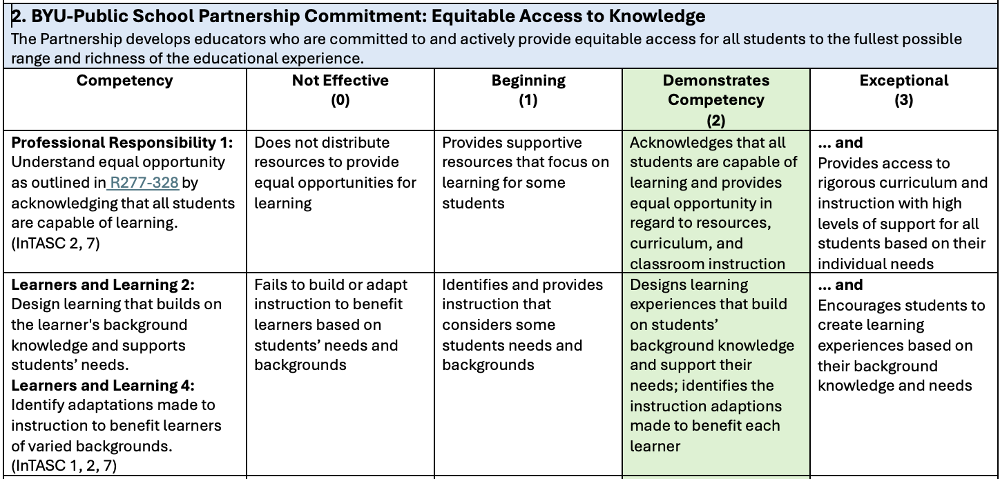 2. BYU-Public School Partnership Commitment: Equitable Access to Knowledge
The Partnership develops educators who are committed to and actively provide equitable access for all students to the fullest possible
range and richness of the educational experience.
Competency
Not Effective
(0)
Beginning
(1)
Demonstrates
Competency
(2)
Exceptional
(3)
Professional Responsibility 1:
Understand equal opportunity
as outlined in R277-328 by
acknowledging that all students
are capable of learning.
(InTASC 2, 7)
Does not distribute
resources to provide
equal opportunities for
learning
Provides supportive
resources that focus on
learning for some
students
Acknowledges that all
students are capable of
learning and provides
equal opportunity in
regard to resources,
curriculum, and
classroom instruction
... and
Provides access to
rigorous curriculum and
instruction with high
levels of support for all
students based on their
individual needs
Learners and Learning 2:
Design learning that builds on
the learner's background
knowledge and supports
students’ needs.
Learners and Learning 4:
Identify adaptations made to
instruction to benefit learners
of varied backgrounds.
(InTASC 1, 2, 7)
Fails to build or adapt
instruction to benefit
learners based on
students’ needs and
backgrounds
Identifies and provides
instruction that
considers some
students needs and
backgrounds
Designs learning
experiences that build
on students’
background knowledge
and support their
needs; identifies the
instruction adaptions
made to benefit each
learner
... and
Encourages students to
create learning
experiences based on
their background
knowledge and needs